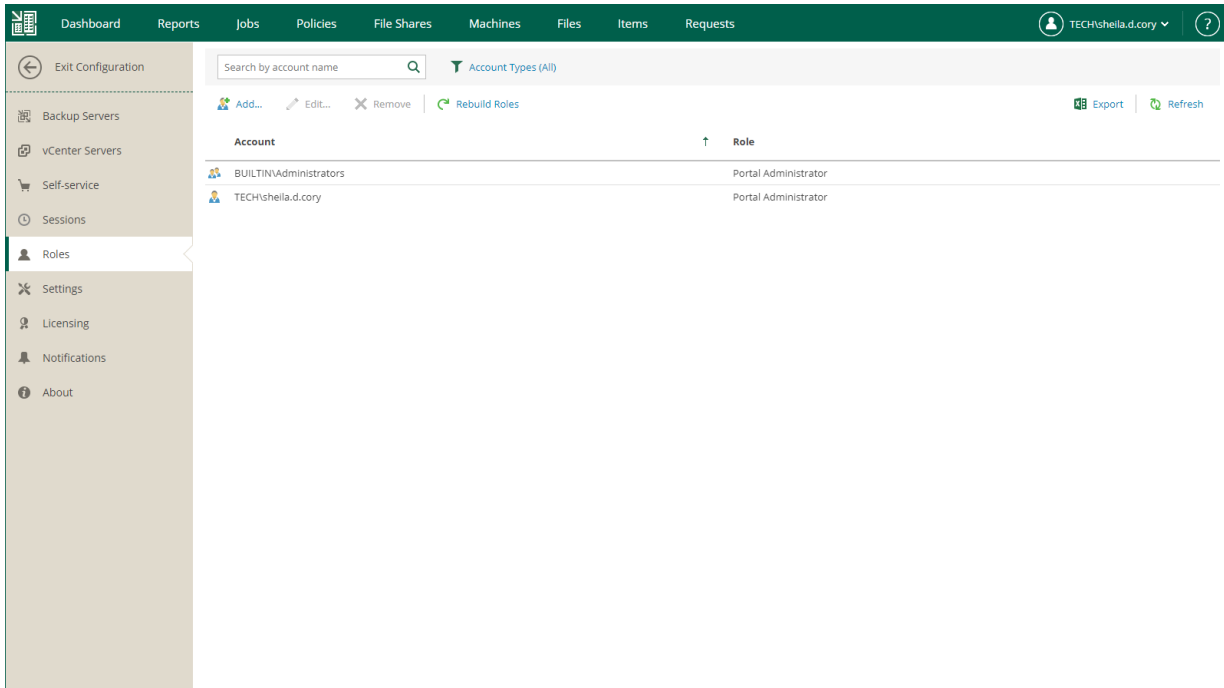 Dashboard Reports Jobs Policies File Shares Machines Files Items Requests TECH\sheila.d.cory ?
Exit Configuration
Search by account name Account Types (All)
Backup Servers
vCenter Servers
Self-service
Sessions
Roles
Settings
Licensing
Notifications
About
Add... Edit... Remove Rebuild Roles Export Refresh
Account ↑ Role
BUILTIN\Administrators Portal Administrator
TECH\sheila.d.cory Portal Administrator